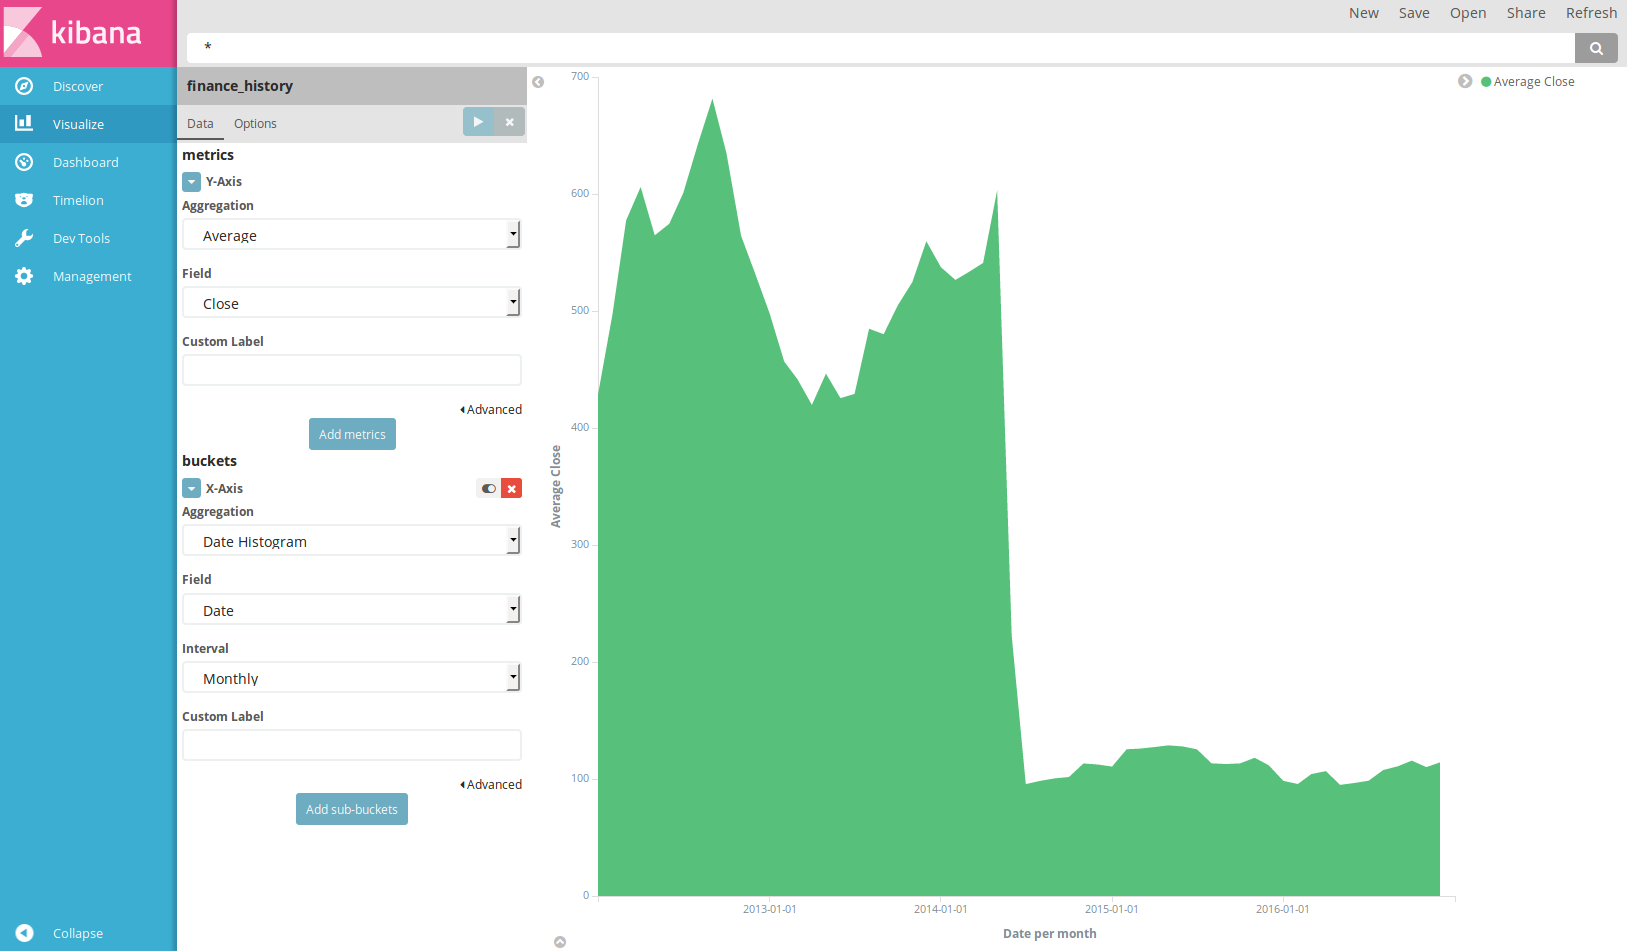 kibana
New Save Open Share Refresh
*
Discover
Visualize
Dashboard
Timelion
Dev Tools
Management
Collapse
finance_history
Data Options
metrics
Y-Axis
Aggregation
Average
Field
Close
Custom Label
Advanced
Add metrics
buckets
X-Axis
Aggregation
Date Histogram
Field
Date
Interval
Monthly
Custom Label
Advanced
Add sub-buckets
Average Close
700
600
500
400
300
200
100
0
Average Close
2013-01-01 2014-01-01 2015-01-01 2016-01-01
Date per month